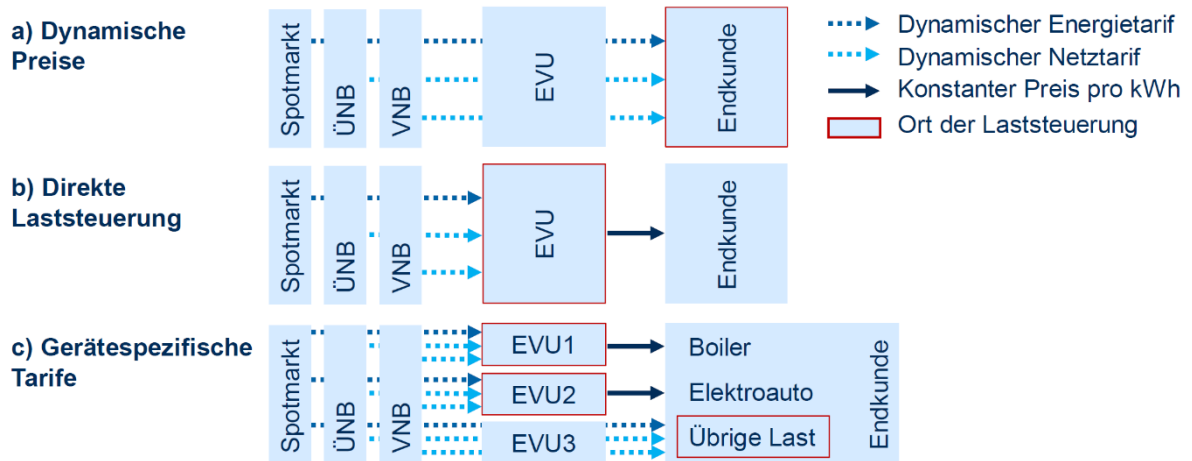 a) Dynamische
Preise
Spotmarkt
ÜNB
VNB
EVU
Endkunde
Dynamischer Energietarif
Dynamischer Netztarif
Konstanter Preis pro kWh
Ort der Laststeuerung
b) Direkte
Laststeuerung
Spotmarkt
ÜNB
VNB
EVU
Endkunde
c) Gerätespezifische
Tarife
Spotmarkt
ÜNB
VNB
EVU1
EVU2
EVU3
Boiler
Elektroauto
Übrige Last
Endkunde